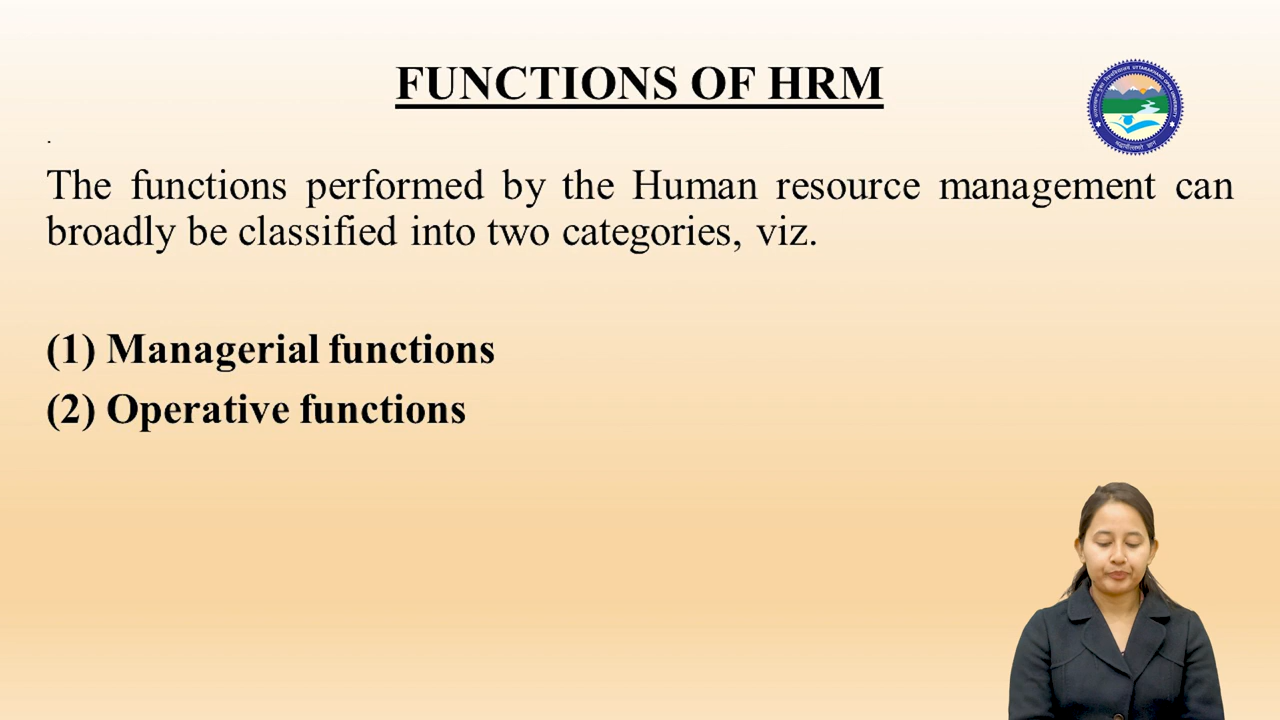 FUNCTIONS OF HRM
.
The functions performed by the Human resource management can
broadly be classified into two categories, viz.
(1) Managerial functions
(2) Operative functions